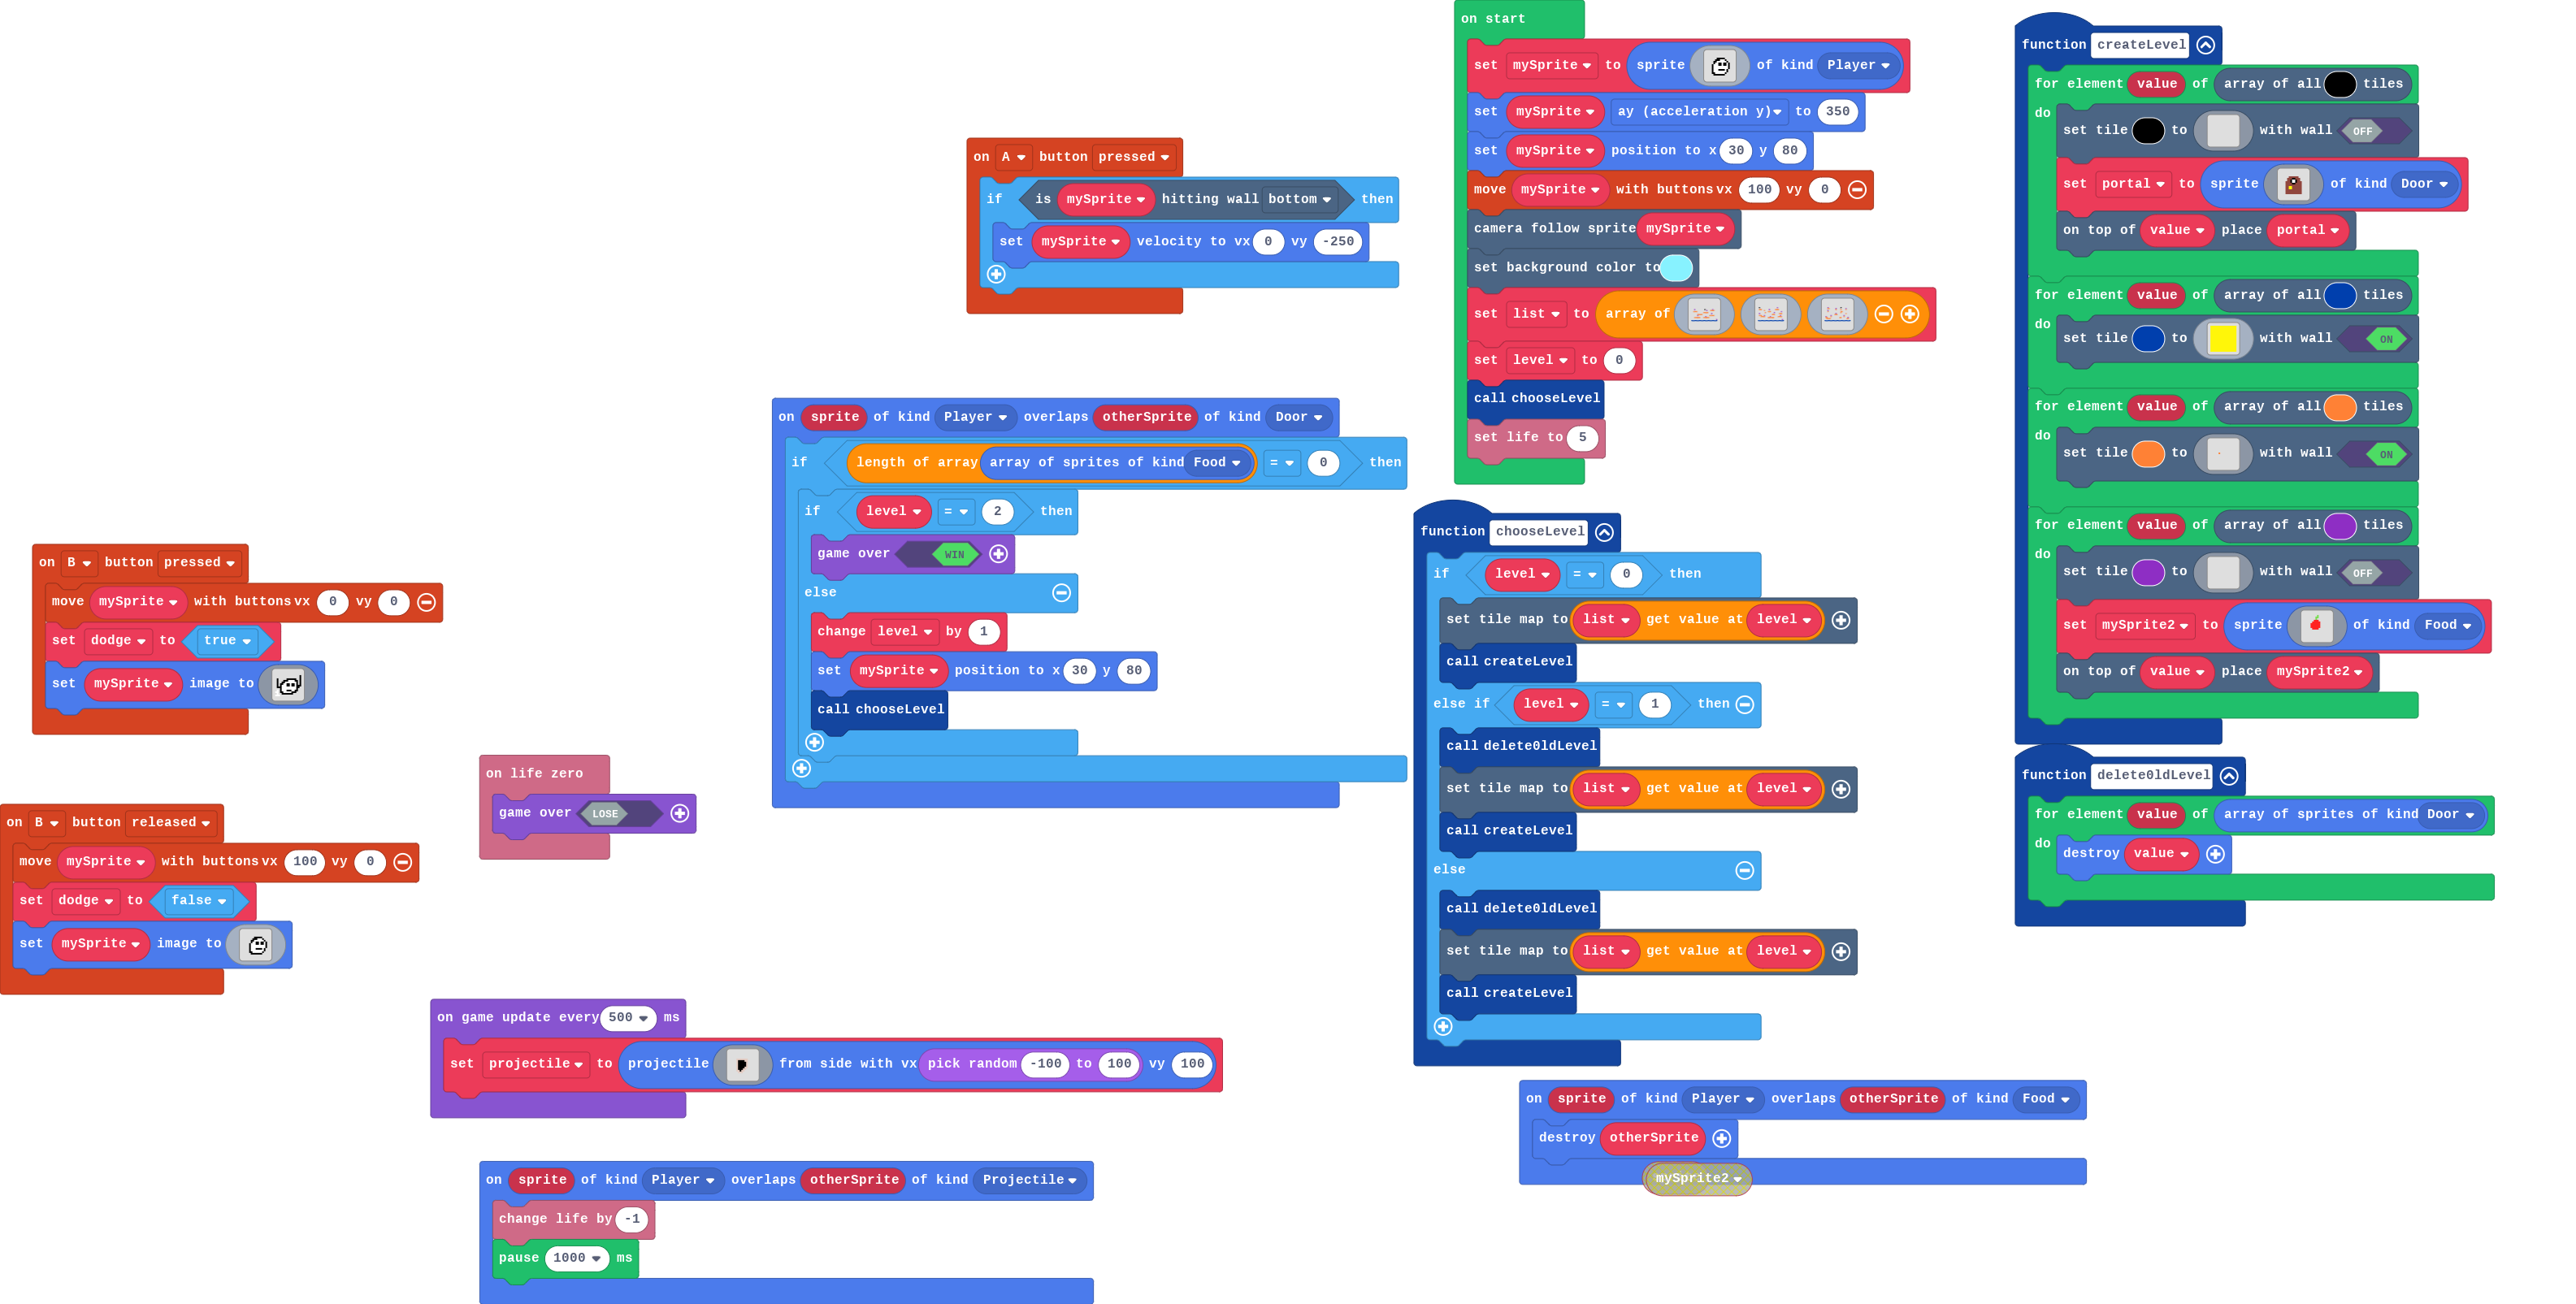 on start
set mySprite to sprite of kind Player
set mySprite ay (acceleration y) to 350
set mySprite position to x 30 y 80
move mySprite with buttons vx 100 vy 0
camera follow sprite mySprite
set background color to
set list to array of
set level to 0
call chooseLevel
set life to 5
function createLevel
for element value of array of all tiles
do
set tile to with wall OFF
set portal to sprite of kind Door
on top of value place portal
for element value of array of all tiles
do
set tile to with wall ON
for element value of array of all tiles
do
set tile to with wall ON
for element value of array of all tiles
do
set tile to with wall OFF
set mySprite2 to sprite of kind Food
on top of value place mySprite2
on A button pressed
if is mySprite hitting wall bottom then
set mySprite velocity to vx 0 vy -250
on sprite of kind Player overlaps otherSprite of kind Door
if length of array array of sprites of kind Food = 0 then
if level = 2 then
game over WIN
else
change level by 1
set mySprite position to x 30 y 80
call chooseLevel
function chooseLevel
if level = 0 then
set tile map to list get value at level
call createLevel
else if level = 1 then
call deleteOldLevel
set tile map to list get value at level
call createLevel
else
call deleteOldLevel
set tile map to list get value at level
call createLevel
function deleteOldLevel
for element value of array of sprites of kind Door
do
destroy value
on B button pressed
move mySprite with buttons vx 0 vy 0
set dodge to true
set mySprite image to
on life zero
game over LOSE
on B button released
move mySprite with buttons vx 100 vy 0
set dodge to false
set mySprite image to
on game update every 500 ms
set projectile to projectile from side with vx pick random -100 to 100 vy 100
on sprite of kind Player overlaps otherSprite of kind Food
destroy otherSprite
mySprite2
on sprite of kind Player overlaps otherSprite of kind Projectile
change life by -1
pause 1000 ms